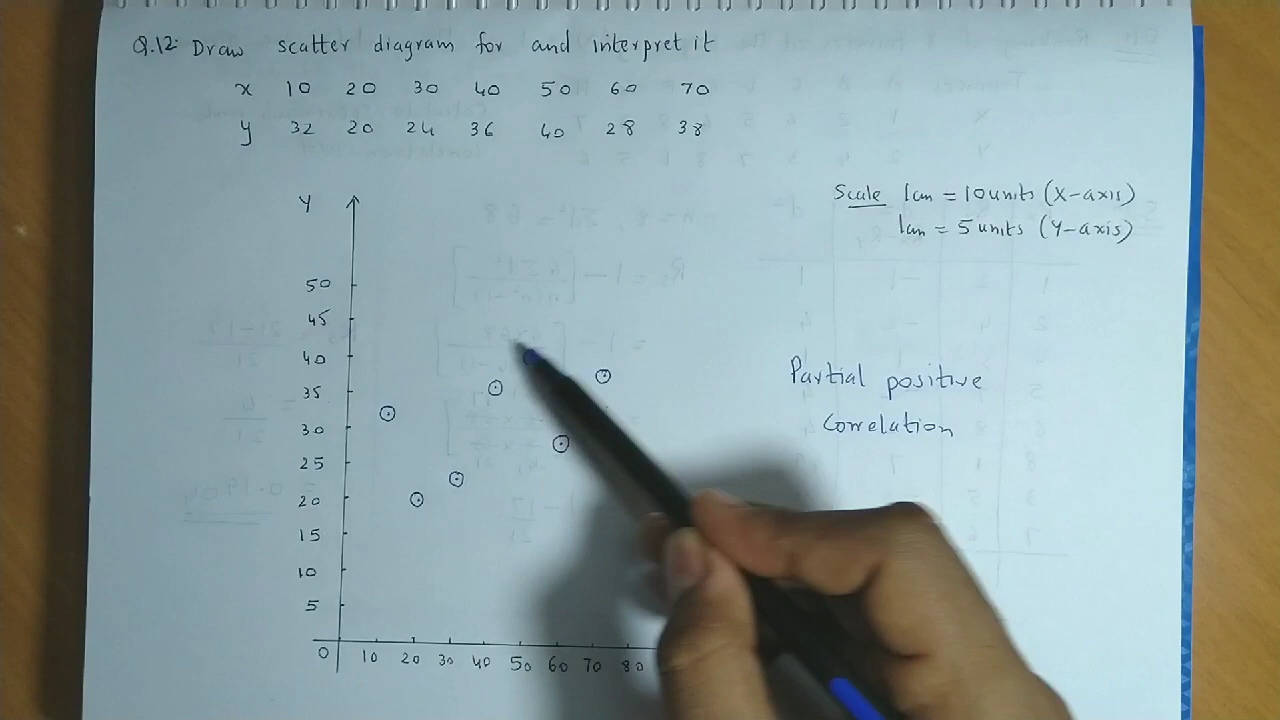 Q.12: Draw scatter diagram for and interpret it
x 10 20 30 40 50 60 70
y 32 20 24 36 40 28 38
Scale 1cm = 10 units (X-axis)
1cm = 5 units (Y-axis)
Y
50
45
40
35
30
25
20
15
10
5
0 10 20 30 40 50 60 70 80
Partial positive
Correlation